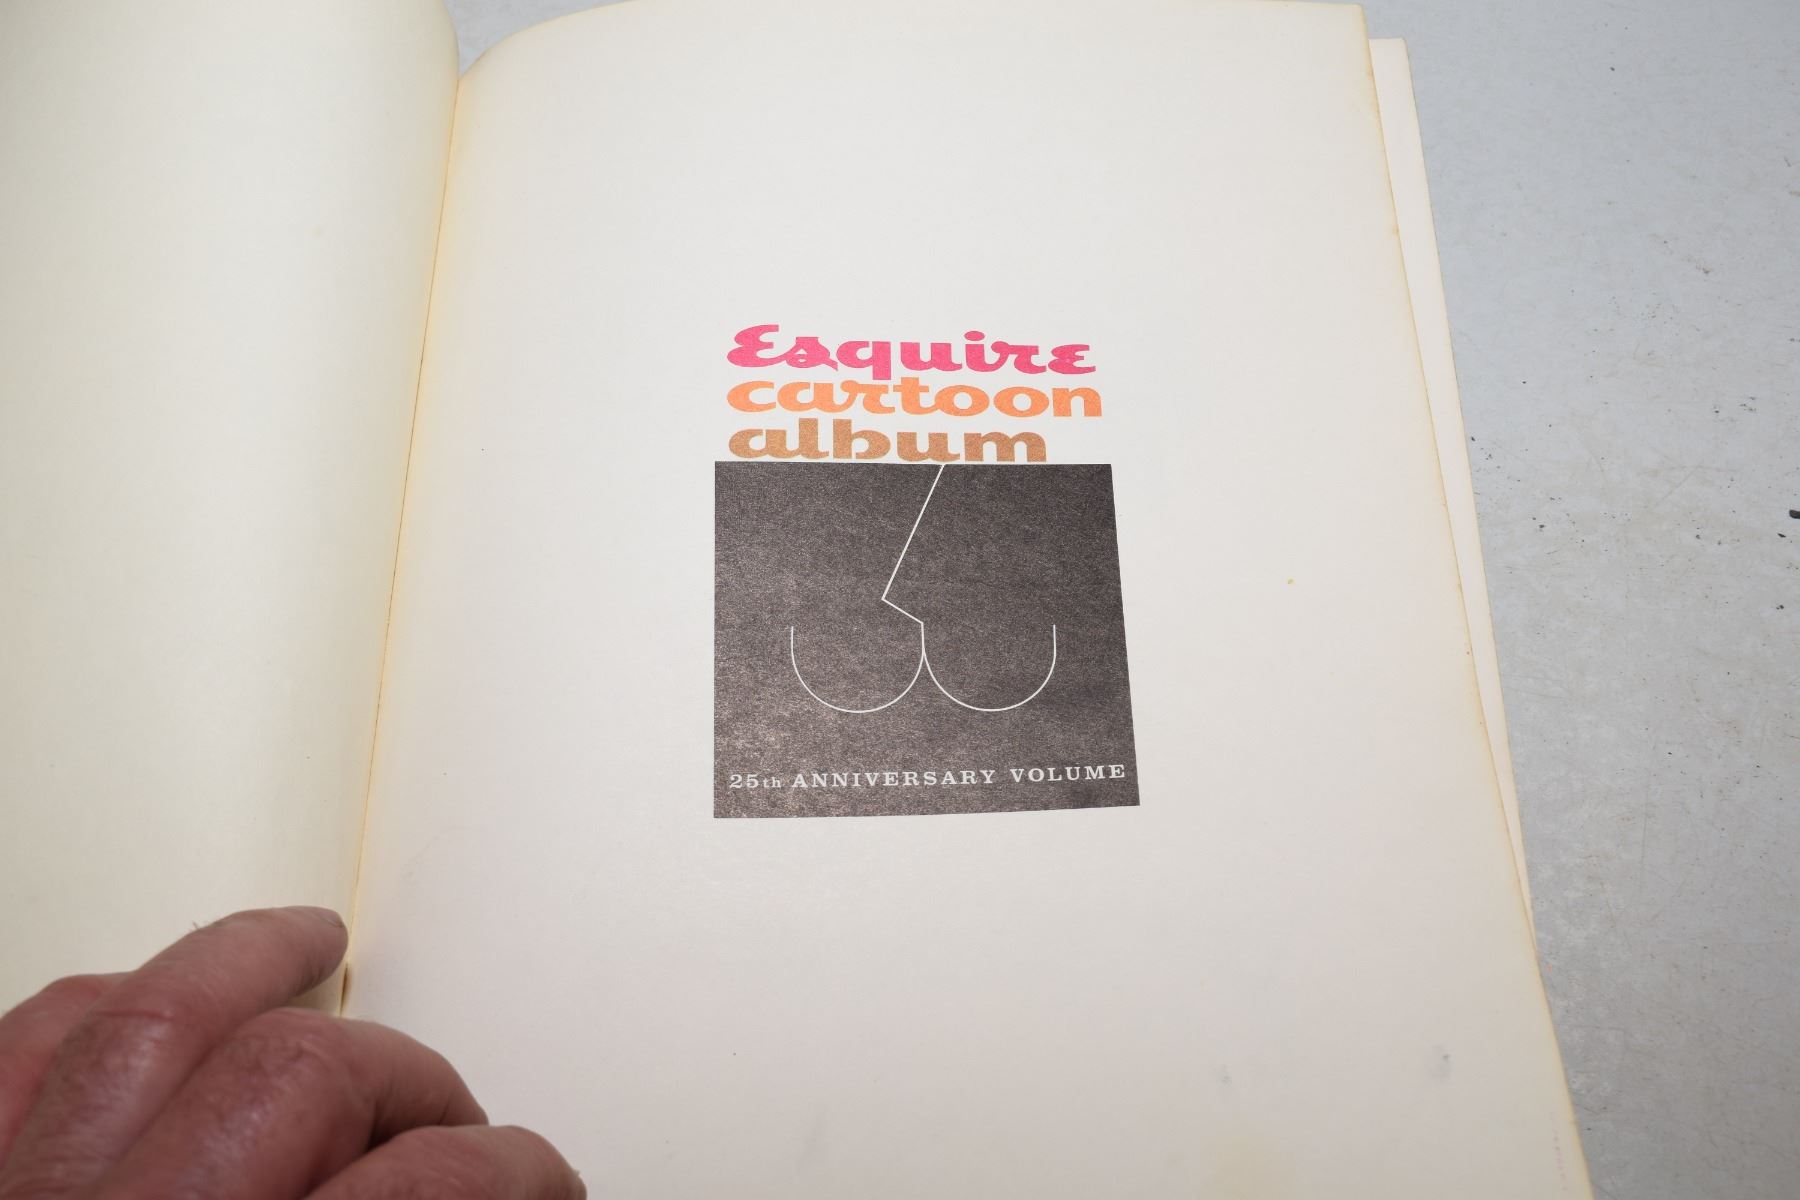 Esquire
cartoon
album
25th ANNIVERSARY VOLUME